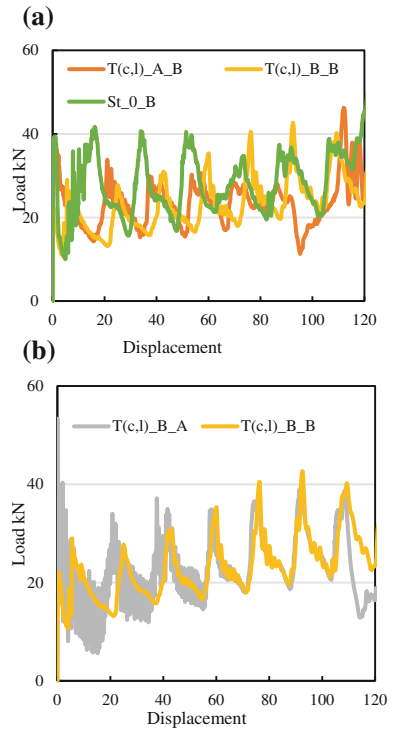 (a)
60
T(c,l)_A_B T(c,l)_B_B
St_0_B
40
Load kN
20
0
0 20 40 60 80 100 120
Displacement
(b)
60
T(c,l)_B_A T(c,l)_B_B
40
Load kN
20
0
0 20 40 60 80 100 120
Displacement